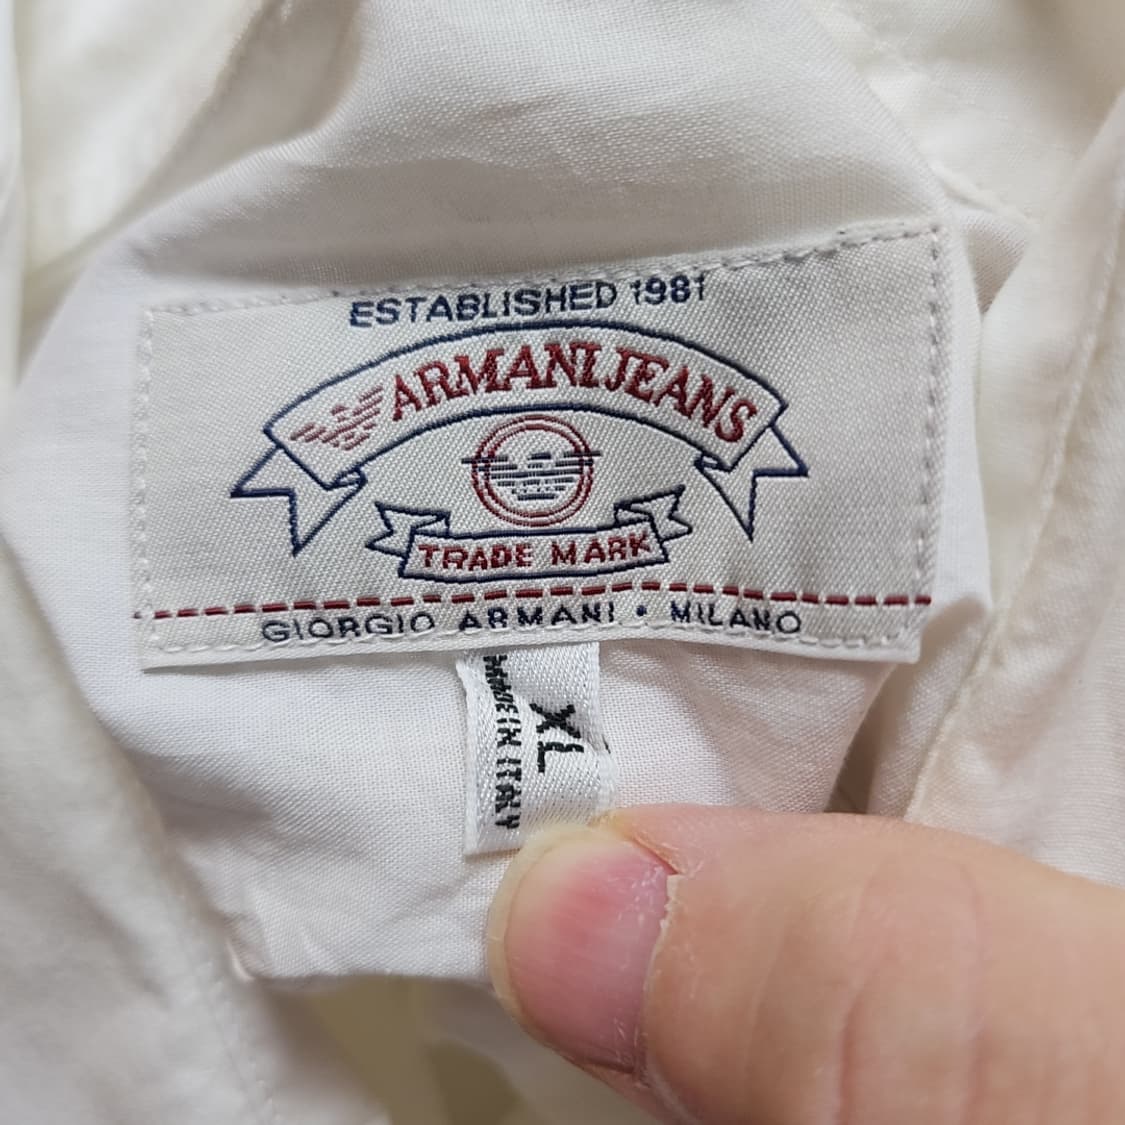 ESTABLISHED 1981
ARMANI JEANS
TRADE MARK
GIORGIO ARMANI • MILANO
XL
MADE IN ITALY